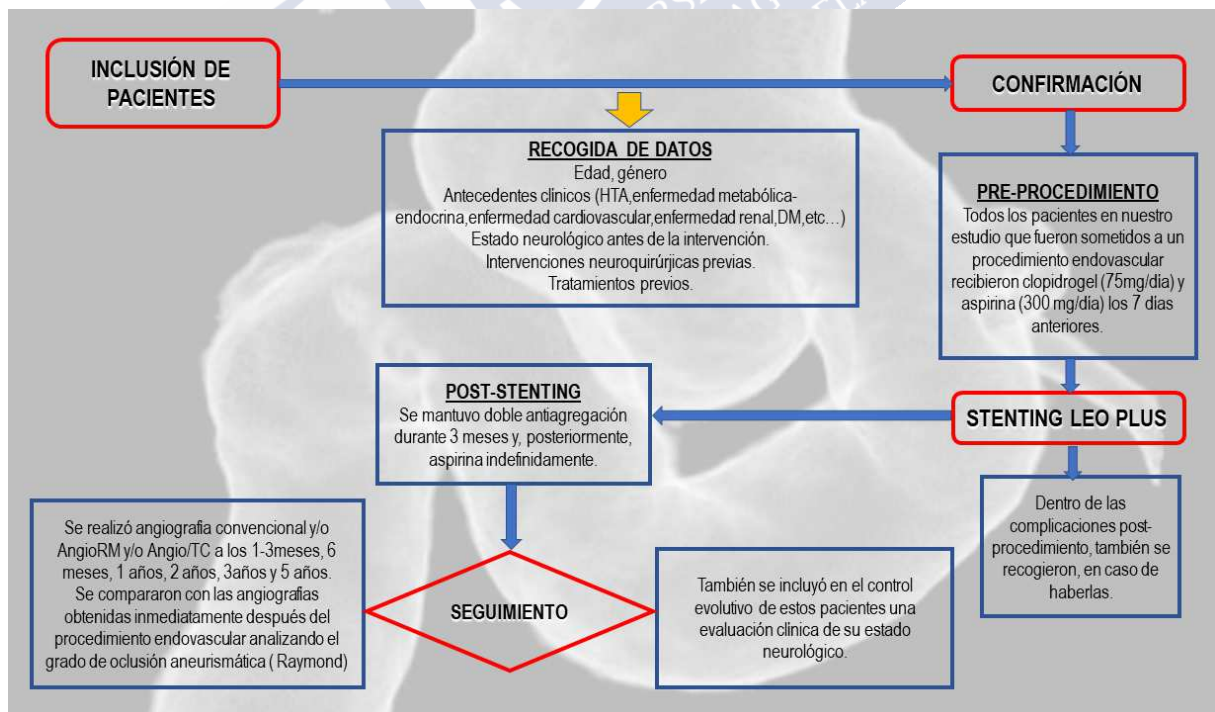 INCLUSIÓN DE
PACIENTES
CONFIRMACIÓN
RECOGIDA DE DATOS
Edad, género
Antecedentes clínicos (HTA,enfermedad metabólica-
endocrina,enfermedad cardiovascular,enfermedad renal,DM,etc…)
Estado neurológico antes de la intervención.
Intervenciones neuroquirúrjicas previas.
Tratamientos previos.
PRE-PROCEDIMIENTO
Todos los pacientes en nuestro
estudio que fueron sometidos a un
procedimiento endovascular
recibieron clopidrogel (75mg/día) y
aspirina (300 mg/día) los 7 días
anteriores.
STENTING LEO PLUS
POST-STENTING
Se mantuvo doble antiagregación
durante 3 meses y, posteriormente,
aspirina indefinidamente.
Dentro de las
complicaciones post-
procedimiento, también se
recogieron, en caso de
haberlas.
SEGUIMIENTO
Se realizó angiografía convencional y/o
AngioRM y/o Angio/TC a los 1-3meses, 6
meses, 1 años, 2 años, 3años y 5 años.
Se compararon con las angiografías
obtenidas inmediatamente después del
procedimiento endovascular analizando el
grado de oclusión aneurismática ( Raymond)
También se incluyó en el control
evolutivo de estos pacientes una
evaluación clínica de su estado
neurológico.